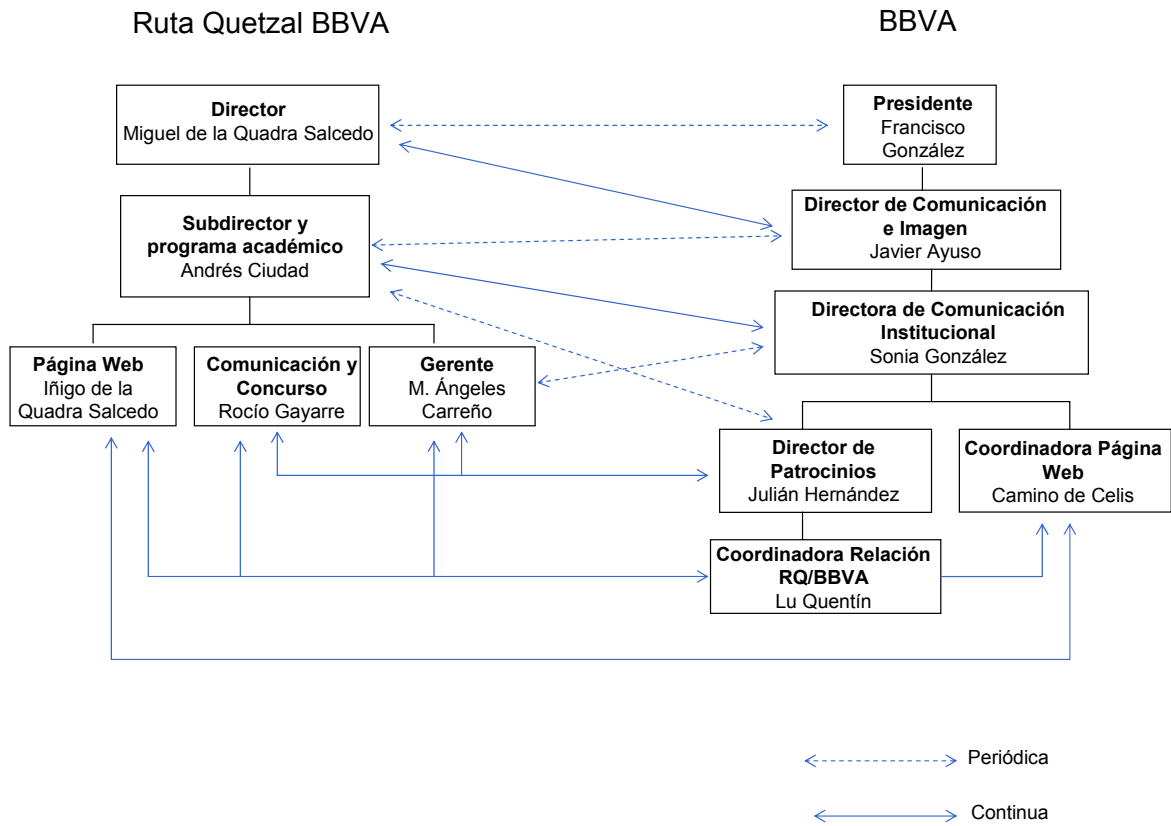 Ruta Quetzal BBVA
BBVA
Director
Miguel de la Quadra Salcedo
Presidente
Francisco
González
Subdirector y
programa académico
Andrés Ciudad
Director de Comunicación
e Imagen
Javier Ayuso
Directora de Comunicación
Institucional
Sonia González
Página Web
Iñigo de la
Quadra Salcedo
Comunicación y
Concurso
Rocío Gayarre
Gerente
M. Ángeles
Carreño
Director de
Patrocinios
Julián Hernández
Coordinadora Página
Web
Camino de Celis
Coordinadora Relación
RQ/BBVA
Lu Quentín
Periódica
Continua